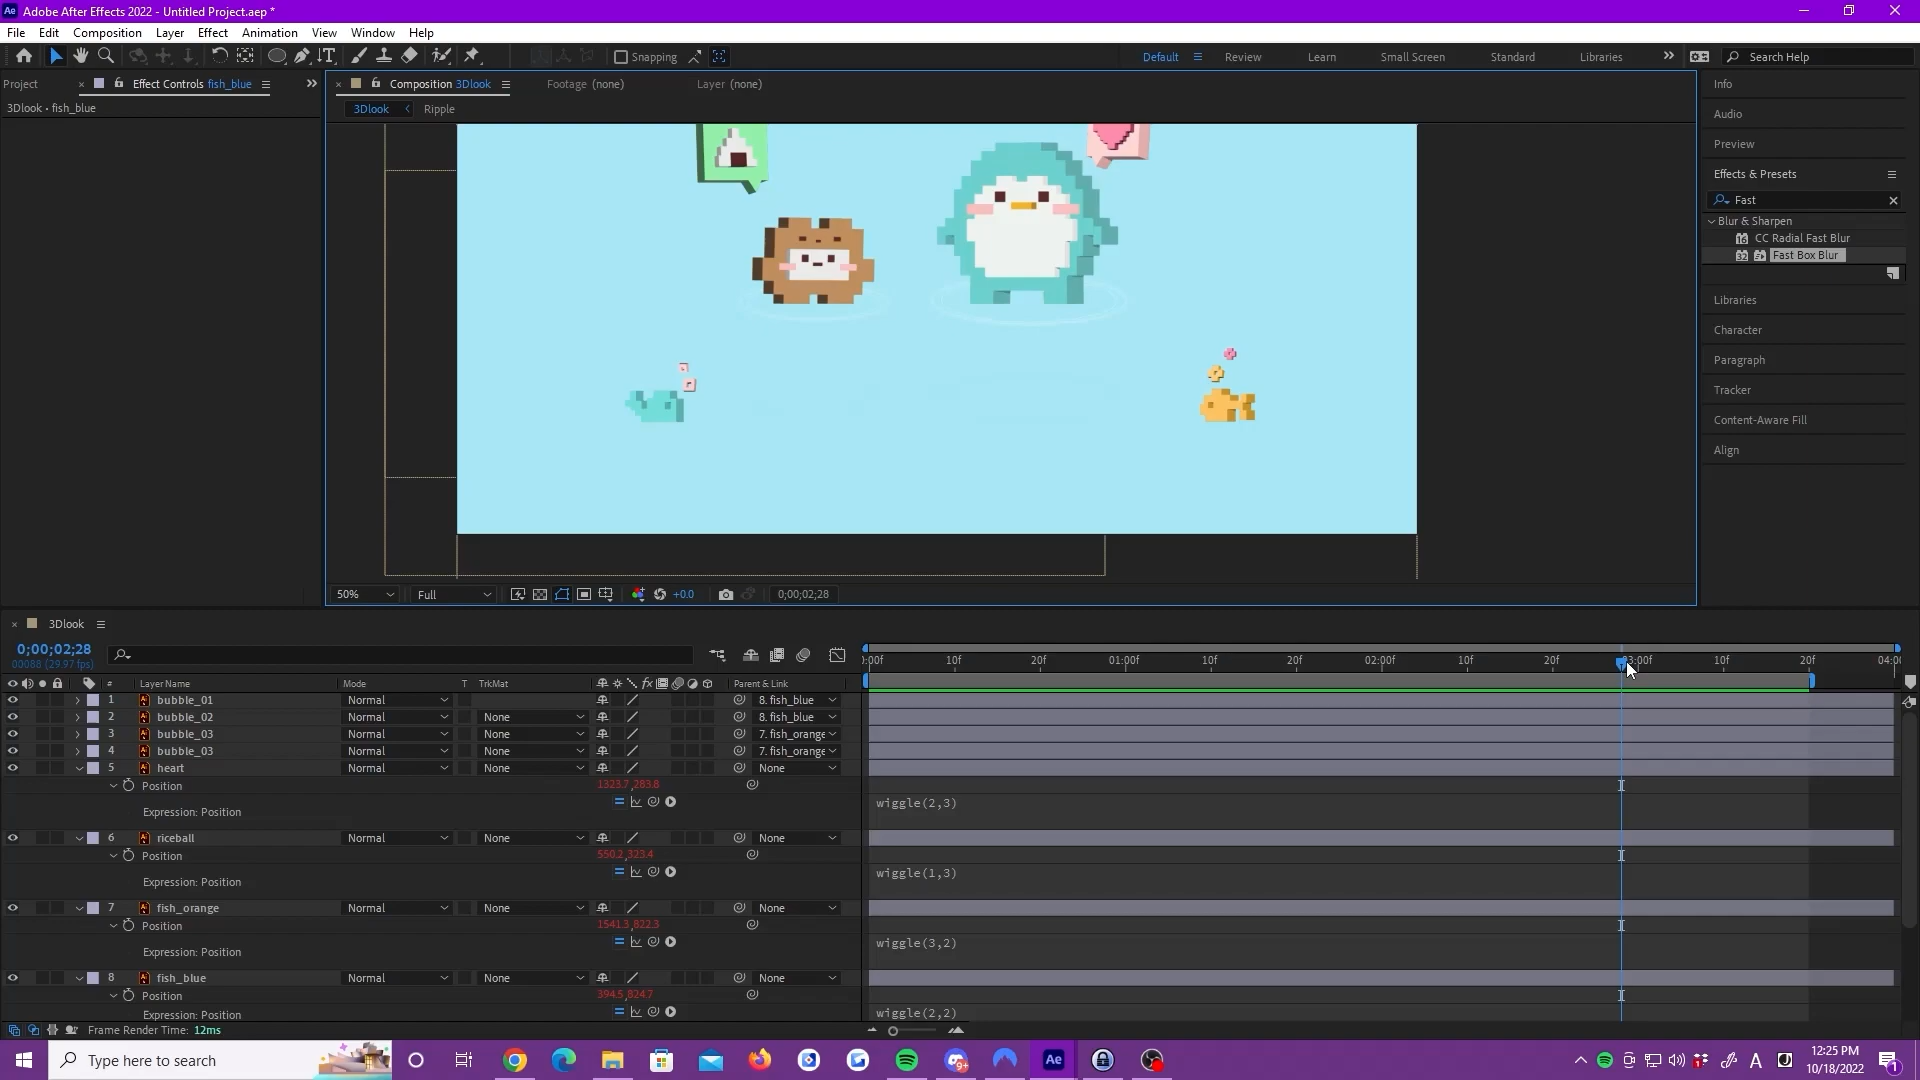 Ae Adobe After Effects 2022 - Untitled Project.aep *
File Edit Composition Layer Effect Animation View Window Help
Snapping Default Review Learn Small Screen Standard Libraries Search Help
Project Effect Controls fish_blue
3Dlook • fish_blue
Composition 3Dlook Footage (none) Layer (none)
3Dlook Ripple
50% Full +0.0 0;00;02;28
Info
Audio
Preview
Effects & Presets
Fast
Blur & Sharpen
16 CC Radial Fast Blur
32 Fast Box Blur
Libraries
Character
Paragraph
Tracker
Content-Aware Fill
Align
3Dlook
0;00;02;28
00088 (29.97 fps)
:00f 10f 20f 01:00f 10f 20f 02:00f 10f 20f 03:00f 10f 20f 04:00
# Layer Name Mode T TrkMat Parent & Link
1 bubble_01 Normal 8. fish_blue
2 bubble_02 Normal None 8. fish_blue
3 bubble_03 Normal None 7. fish_orange
4 bubble_03 Normal None 7. fish_orange
5 heart Normal None None
Position 1323.7,283.8
Expression: Position wiggle(2,3)
6 riceball Normal None None
Position 550.2,323.4
Expression: Position wiggle(1,3)
7 fish_orange Normal None None
Position 1541.3,822.3
Expression: Position wiggle(3,2)
8 fish_blue Normal None None
Position 394.5,824.7
Expression: Position wiggle(2,2)
Frame Render Time: 12ms
Type here to search
Ae
A
12:25 PM
10/18/2022
1